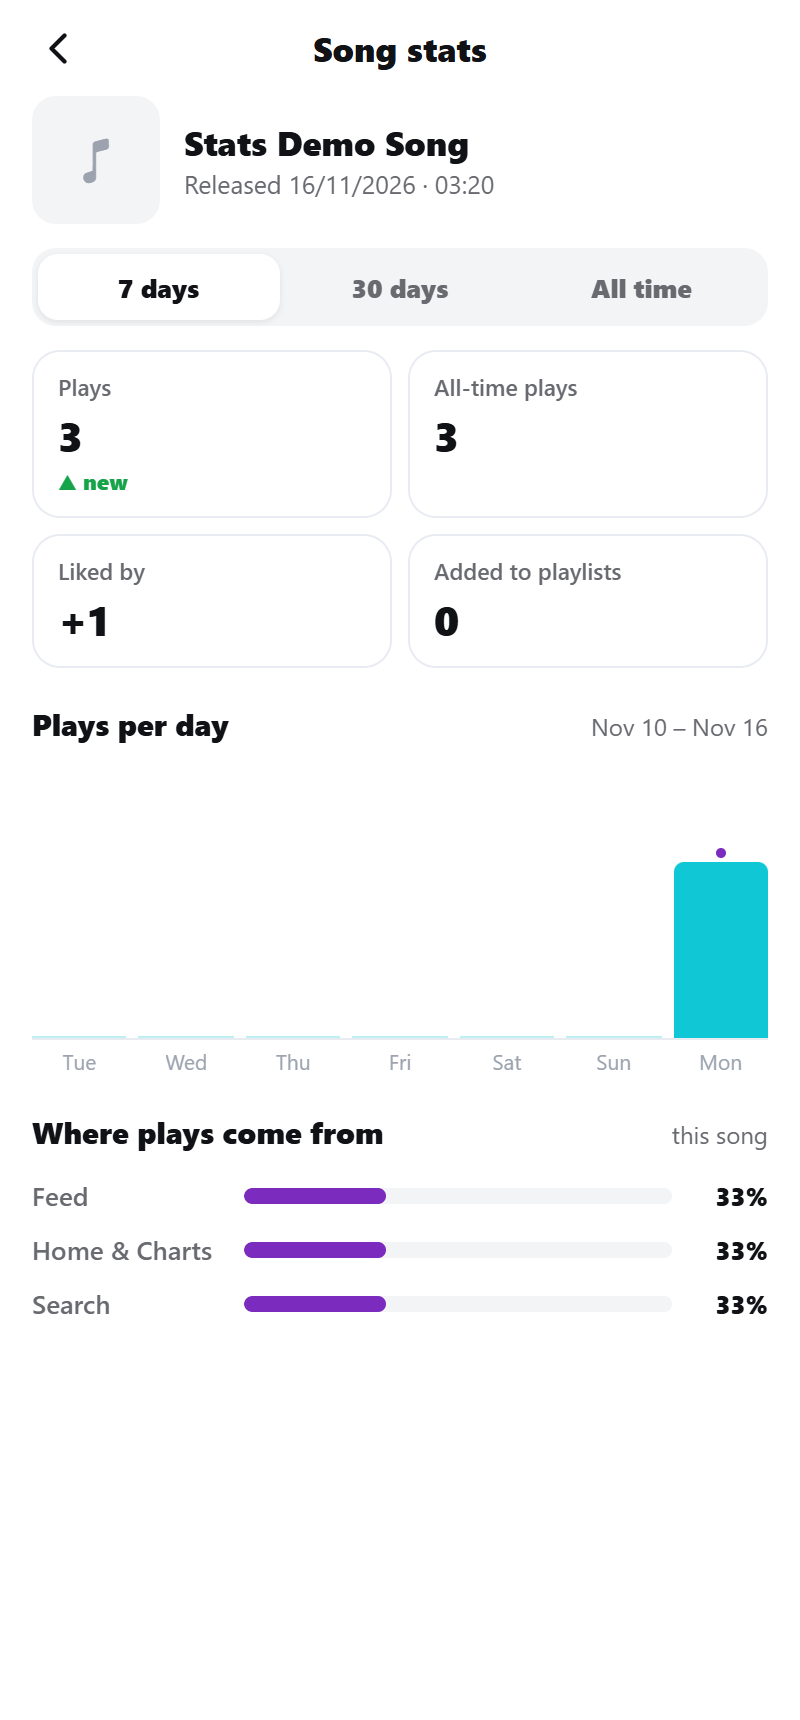 Song stats
Stats Demo Song
Released 16/11/2026 · 03:20
7 days
30 days
All time
Plays
3
▲ new
All-time plays
3
Liked by
+1
Added to playlists
0
Plays per day
Nov 10 – Nov 16
Tue
Wed
Thu
Fri
Sat
Sun
Mon
Where plays come from
this song
Feed
33%
Home & Charts
33%
Search
33%